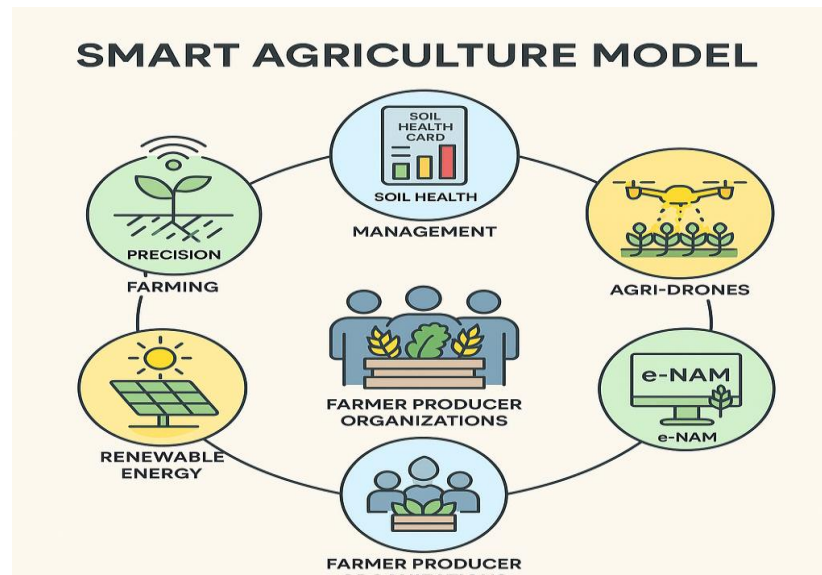 SMART AGRICULTURE MODEL
SOIL
HEALTH
CARD
SOIL HEALTH
MANAGEMENT
PRECISION
FARMING
AGRI-DRONES
e-NAM
e-NAM
FARMER PRODUCER
ORGANIZATIONS
RENEWABLE
ENERGY
FARMER PRODUCER